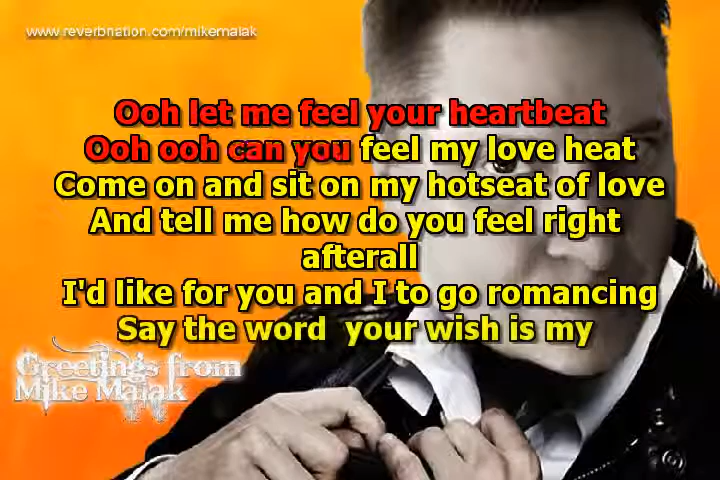 www.reverbnation.com/mikemalak
Ooh let me feel your heartbeat
Ooh ooh can you feel my love heat
Come on and sit on my hotseat of love
And tell me how do you feel right
afterall
I'd like for you and I to go romancing
Say the word  your wish is my
Greetings from
Mike Malak